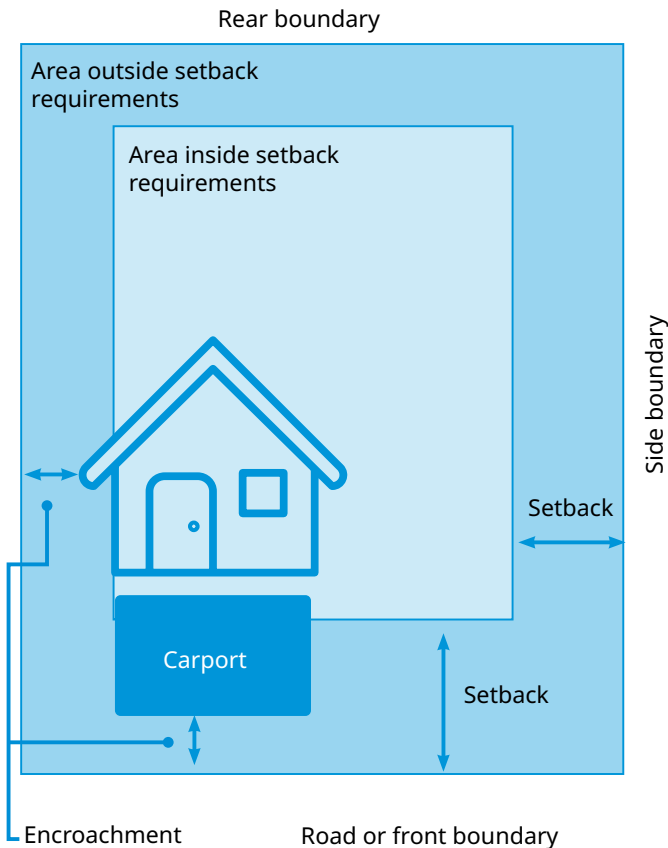 Rear boundary
Area outside setback
requirements
Area inside setback
requirements
Side boundary
Setback
Carport
Setback
Encroachment
Road or front boundary